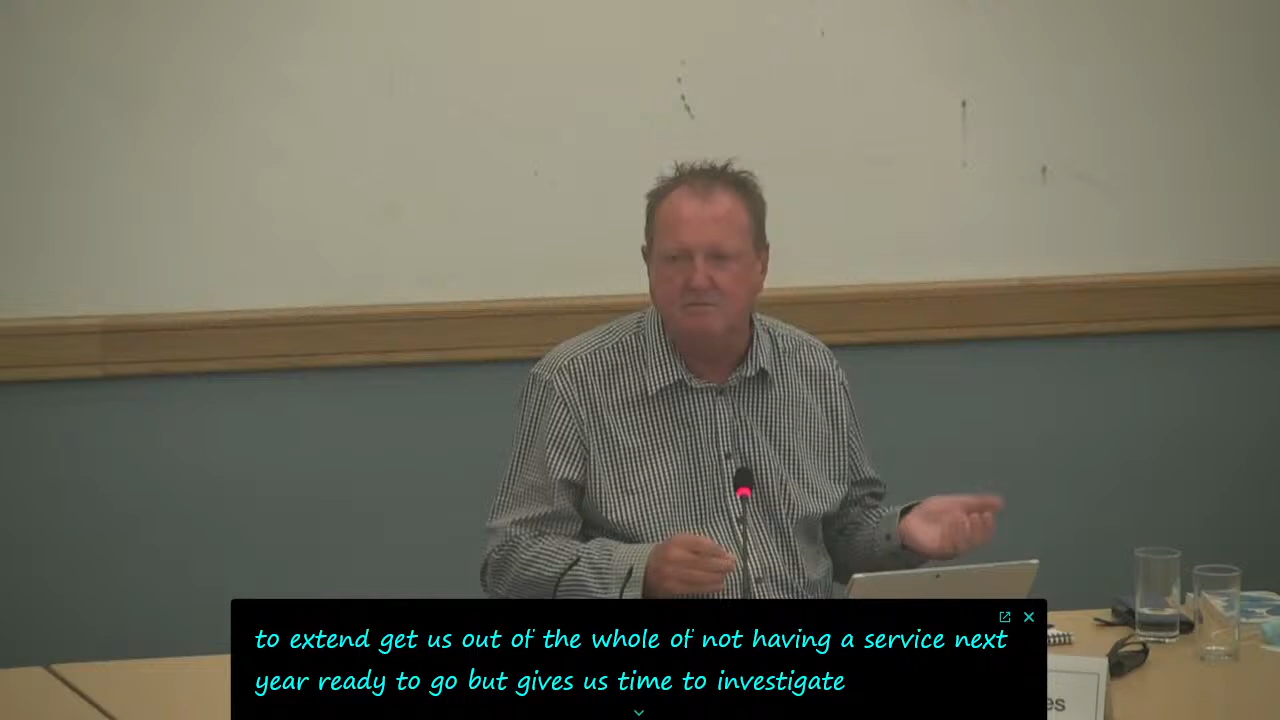 to extend get us out of the whole of not having a service next
year ready to go but gives us time to investigate
es